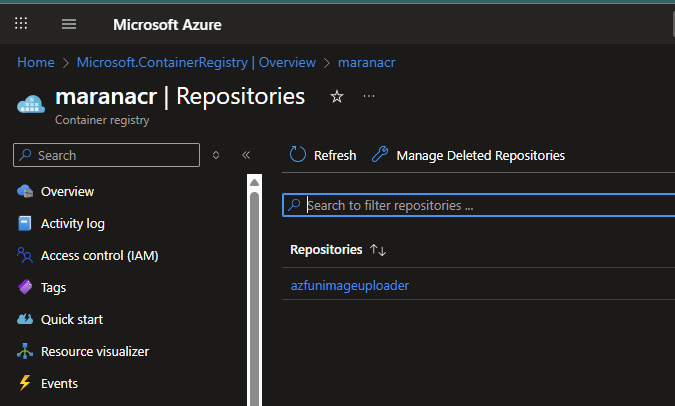 Microsoft Azure
Home > Microsoft.ContainerRegistry | Overview > maranacr
maranacr | Repositories ☆ ...
Container registry
Search
Refresh
Manage Deleted Repositories
Overview
Activity log
Access control (IAM)
Tags
Quick start
Resource visualizer
Events
Search to filter repositories ...
Repositories ↑↓
azfunimageuploader